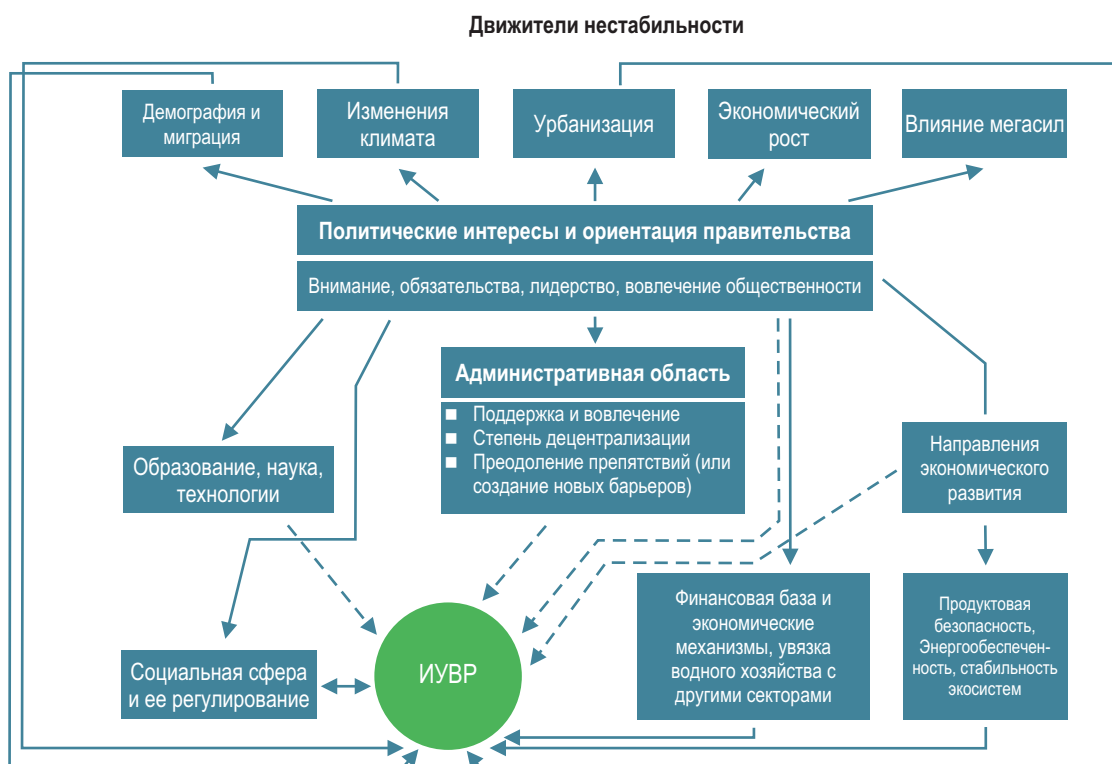 Движители нестабильности
Демография и
миграция
Изменения
климата
Урбанизация
Экономический
рост
Влияние мегасил
Политические интересы и ориентация правительства
Внимание, обязательства, лидерство, вовлечение общественности
Административная область
Поддержка и вовлечение
Степень децентрализации
Преодоление препятствий (или
создание новых барьеров)
Образование, наука,
технологии
Направления
экономического
развития
Социальная сфера
и ее регулирование
ИУВР
Финансовая база и
экономические
механизмы, увязка
водного хозяйства с
другими секторами
Продуктовая
безопасность,
Энергообеспечен-
ность, стабильность
экосистем